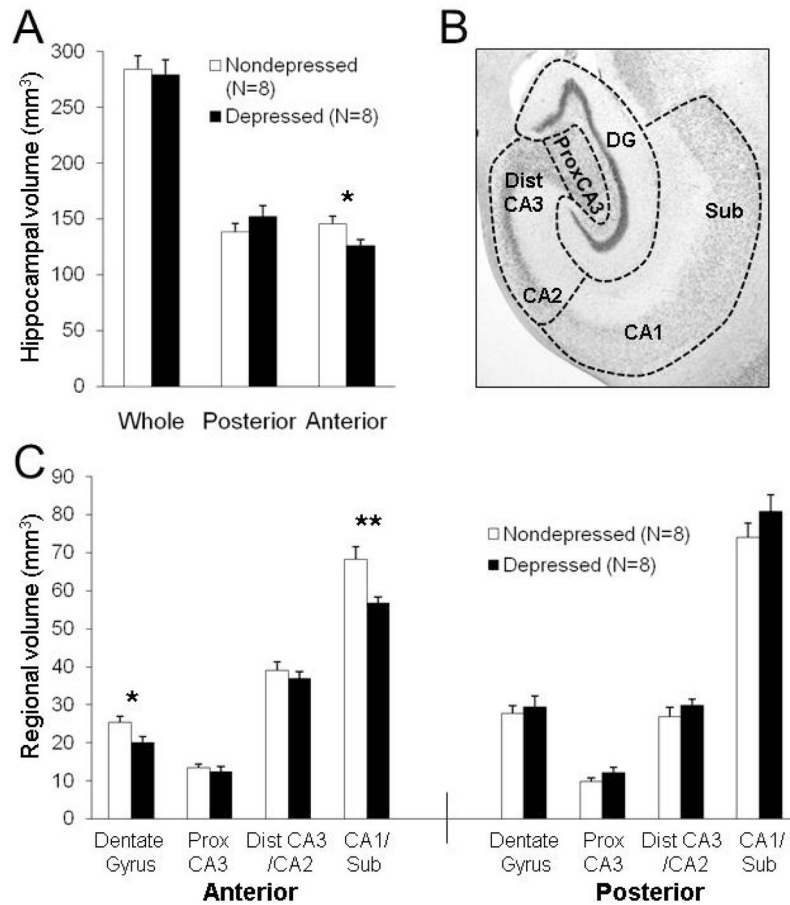 A
Hippocampal volume (mm³)
300
250
200
150
100
50
0
Nondepressed
(N=8)
Depressed (N=8)
*
Whole Posterior Anterior
B
DG
ProxCA3
Dist
CA3
Sub
CA2
CA1
C
Regional volume (mm³)
90
80
70
60
50
40
30
20
10
0
*
**
Nondepressed (N=8)
Depressed (N=8)
Dentate
Gyrus
Prox
CA3
Dist CA3
/CA2
CA1/
Sub
Anterior
Dentate
Gyrus
Prox
CA3
Dist CA3
/CA2
CA1/
Sub
Posterior